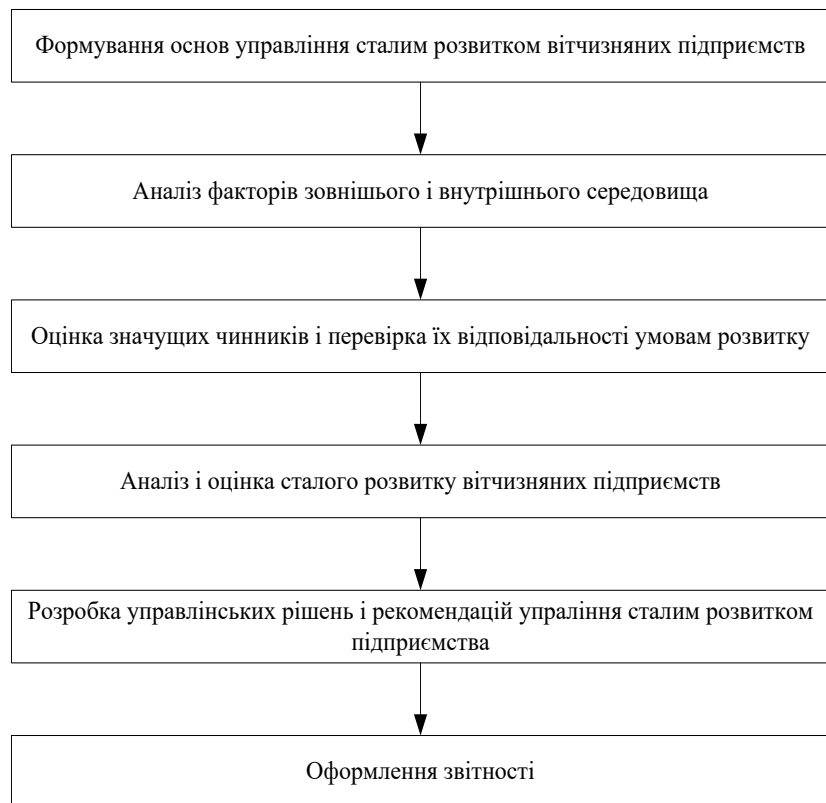 Формування основ управління сталим розвитком вітчизняних підприємств
Аналіз факторів зовнішього і внутрішнього середовища
Оцінка значущих чинників і перевірка їх відповідальності умовам розвитку
Аналіз і оцінка сталого розвитку вітчизняних підприємств
Розробка управлінських рішень і рекомендацій упраління сталим розвитком
підприємства
Оформлення звітності